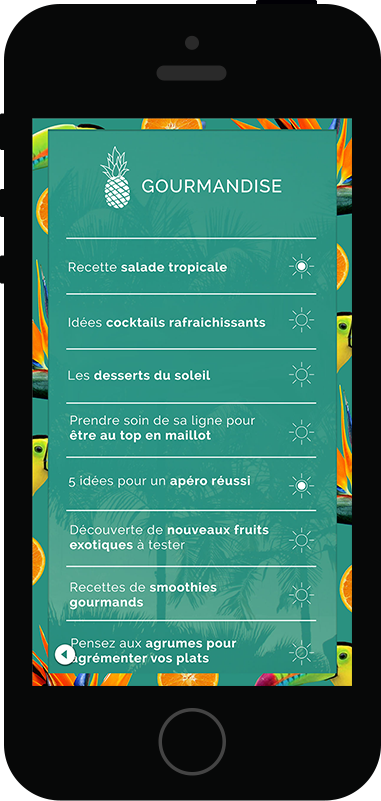 GOURMANDISE
Recette salade tropicale
Idées cocktails rafraichissants
Les desserts du soleil
Prendre soin de sa ligne pour
être au top en maillot
5 idées pour un apéro réussi
Découverte de nouveaux fruits
exotiques à tester
Recettes de smoothies
gourmands
Pensez aux agrumes pour
agrémenter vos plats